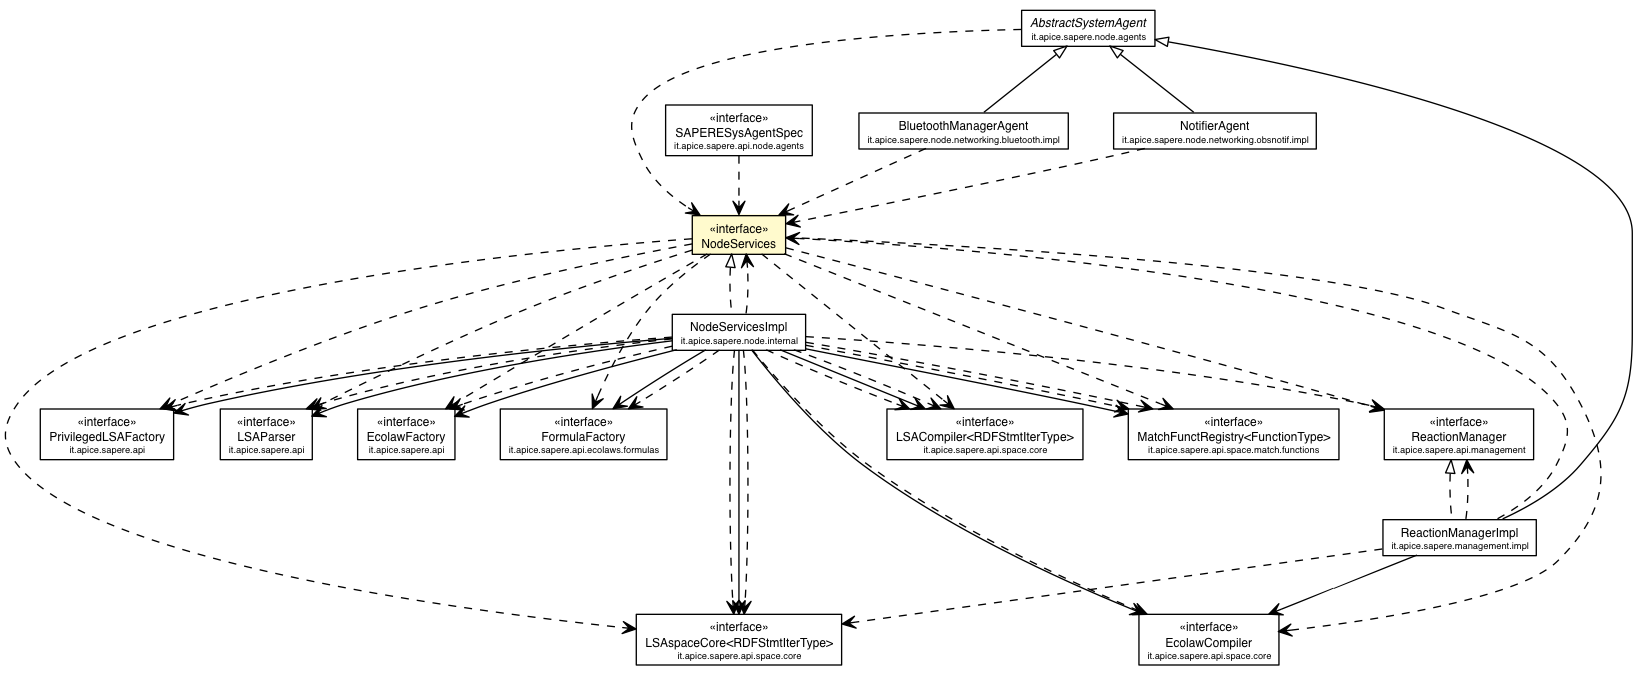 AbstractSystemAgent
it.apice.sapere.node.agents
«interface»
SAPERESysAgentSpec
it.apice.sapere.api.node.agents
BluetoothManagerAgent
it.apice.sapere.node.networking.bluetooth.impl
NotifierAgent
it.apice.sapere.node.networking.obsnotif.impl
«interface»
NodeServices
NodeServicesImpl
it.apice.sapere.node.internal
«interface»
PrivilegedLSAFactory
it.apice.sapere.api
«interface»
LSAParser
it.apice.sapere.api
«interface»
EcolawFactory
it.apice.sapere.api
«interface»
FormulaFactory
it.apice.sapere.api.ecolaws.formulas
«interface»
LSACompiler<RDFStmtIterType>
it.apice.sapere.api.space.core
«interface»
MatchFunctRegistry<FunctionType>
it.apice.sapere.api.space.match.functions
«interface»
ReactionManager
it.apice.sapere.api.management
ReactionManagerImpl
it.apice.sapere.management.impl
«interface»
LSAspaceCore<RDFStmtIterType>
it.apice.sapere.api.space.core
«interface»
EcolawCompiler
it.apice.sapere.api.space.core